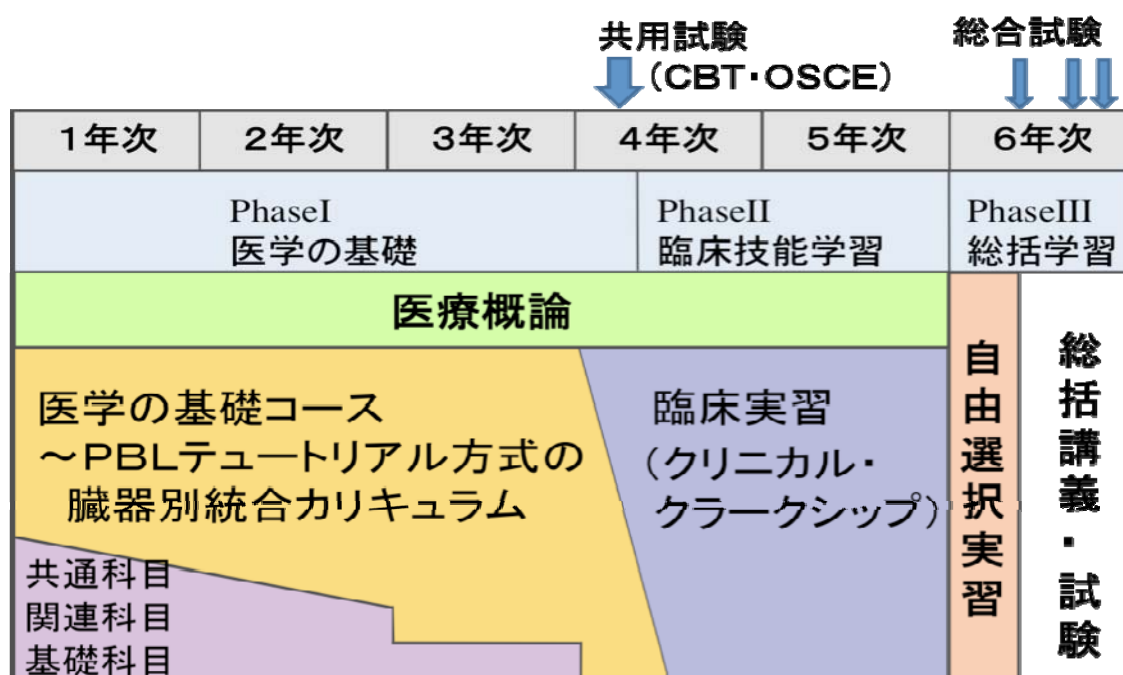 共用試験
（CBT・OSCE）
総合試験
1年次
2年次
3年次
4年次
5年次
6年次
PhaseI
医学の基礎
PhaseII
臨床技能学習
PhaseIII
総括学習
医療概論
医学の基礎コース
～PBLテュートリアル方式の
臓器別統合カリキュラム
臨床実習
（クリニカル・
クラークシップ）
自由選択実習
総括講義・試験
共通科目
関連科目
基礎科目